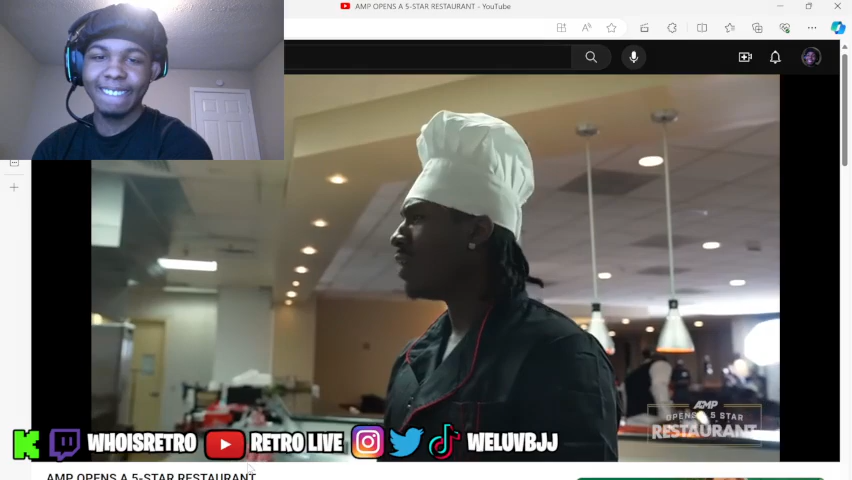 AMP OPENS A 5-STAR RESTAURANT - YouTube
AMP
OPENS A 5 STAR
RESTAURANT
K
WHOISRETRO
RETRO LIVE
WELUVBJJ
AMP OPENS A 5-STAR RESTAURANT